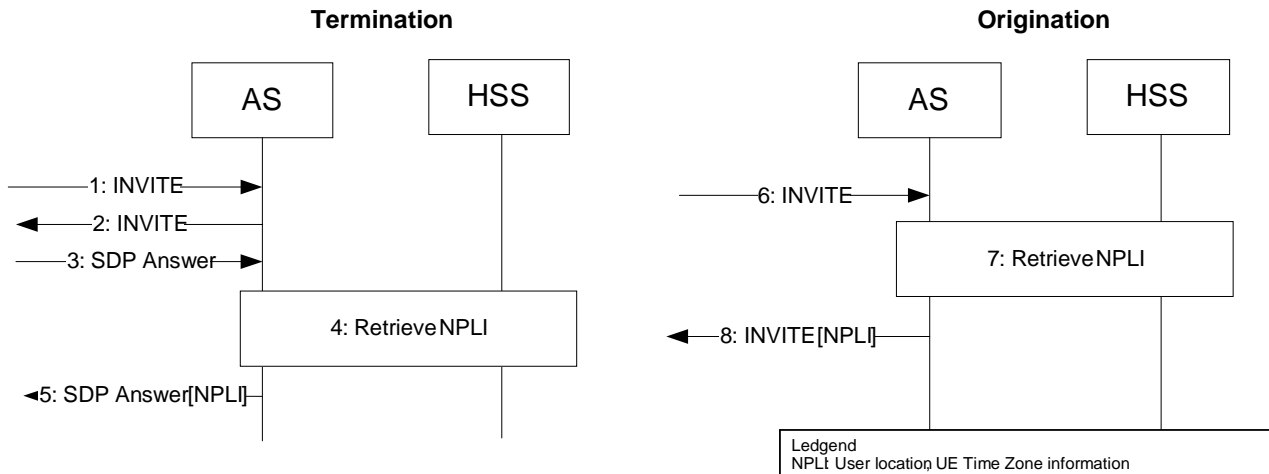 Termination
AS
HSS
1: INVITE
2: INVITE
3: SDP Answer
4: Retrieve NPLI
5: SDP Answer[NPLI]
Origination
AS
HSS
6: INVITE
7: Retrieve NPLI
8: INVITE[NPLI]
Ledgend
NPLI: User location, UE Time Zone information